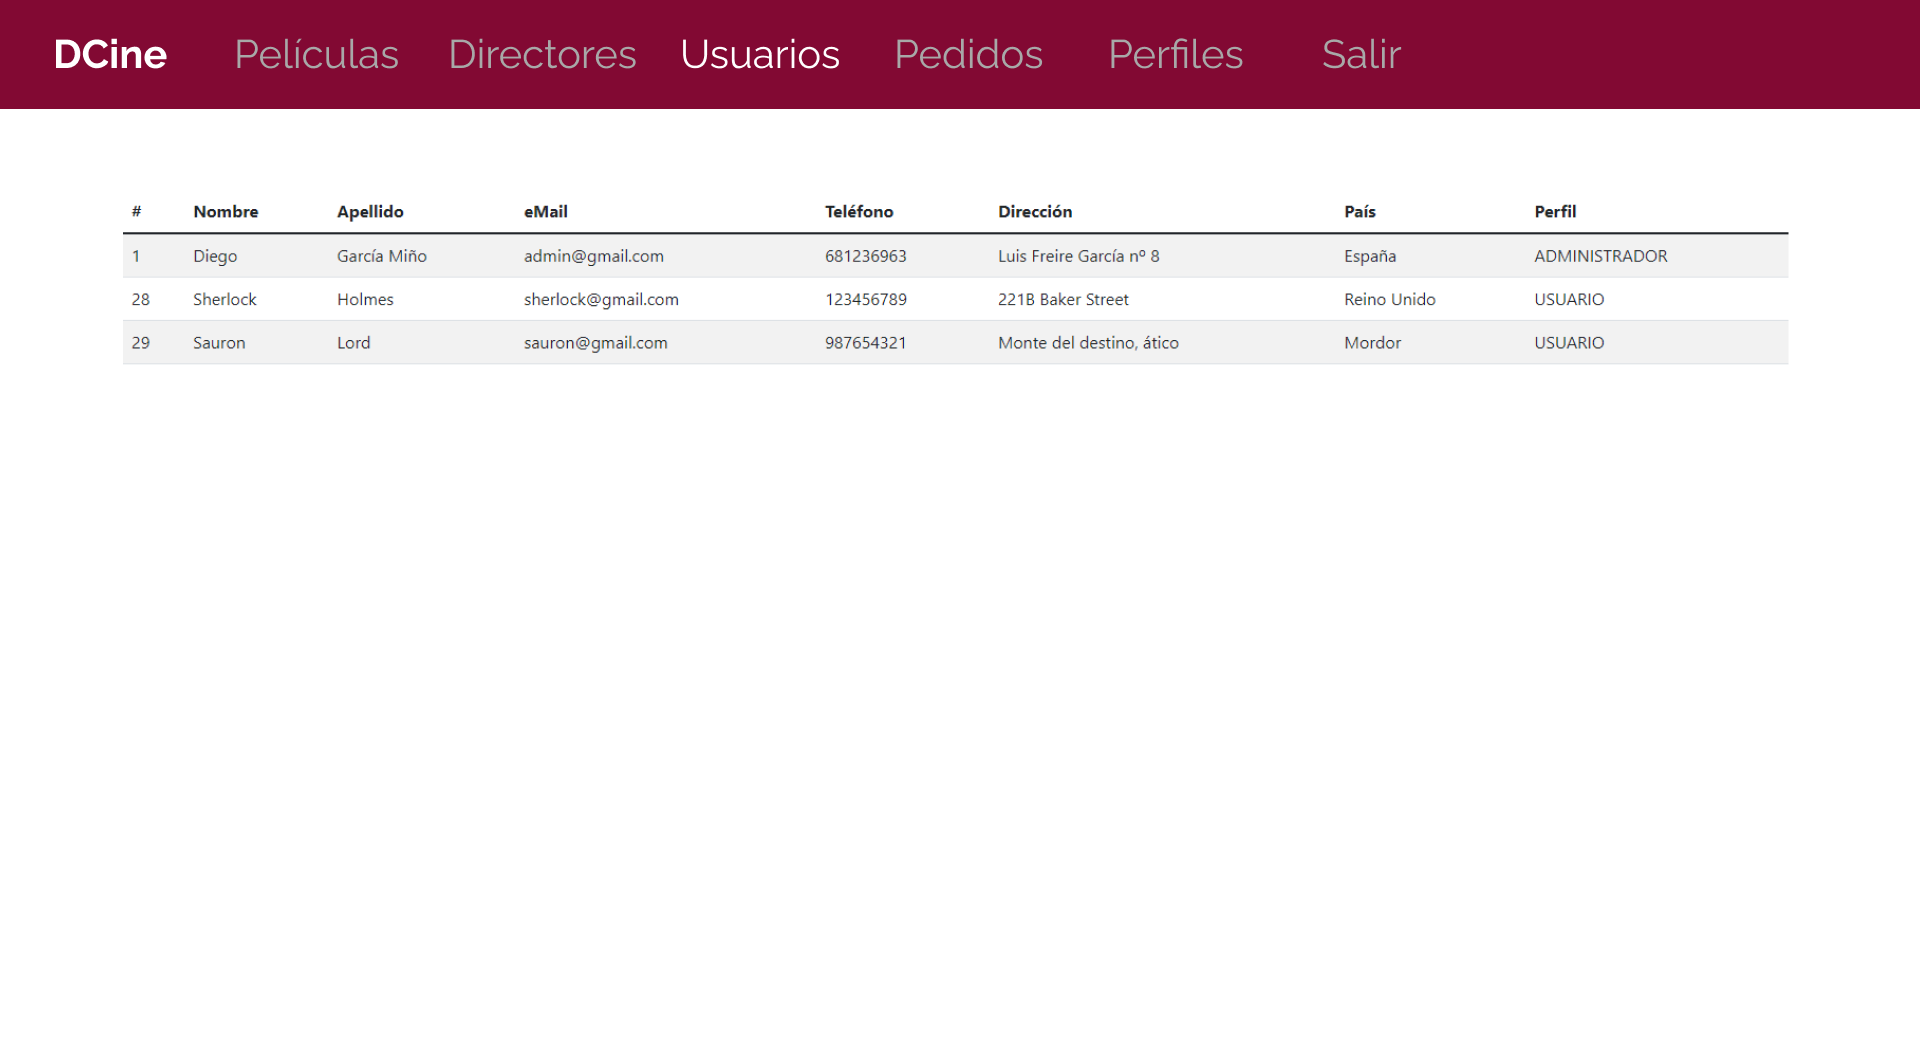 DCine Películas Directores Usuarios Pedidos Perfiles Salir
# Nombre Apellido eMail Teléfono Dirección País Perfil
1 Diego García Miño admin@gmail.com 681236963 Luis Freire García nº 8 España ADMINISTRADOR
28 Sherlock Holmes sherlock@gmail.com 123456789 221B Baker Street Reino Unido USUARIO
29 Sauron Lord sauron@gmail.com 987654321 Monte del destino, ático Mordor USUARIO